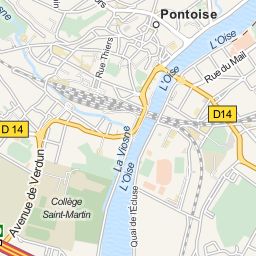 Pontoise
L'Oise
Rue Thiers
L'Oise
Rue du Mail
D14
D 14
La Viosne
L'Oise
Avenue de Verdun
Collège
Saint-Martin
Quai de l'Écluse